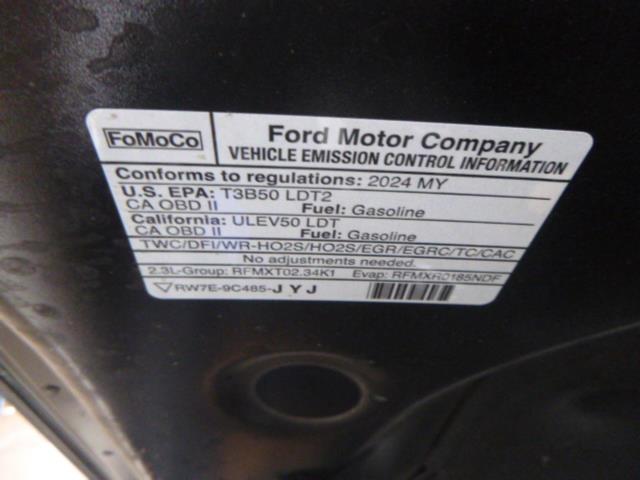 FoMoCo
Ford Motor Company
VEHICLE EMISSION CONTROL INFORMATION
Conforms to regulations: 2024 MY
U.S. EPA: T3B50 LDT2
CA OBD II Fuel: Gasoline
California: ULEV50 LDT
CA OBD II Fuel: Gasoline
TWC/DFI/WR-HO2S/HO2S/EGR/EGRC/TC/CAC
No adjustments needed.
2.3L-Group: RFMXT02.34K1 Evap: RFMXR0185NDF
RW7E-9C485-JYJ